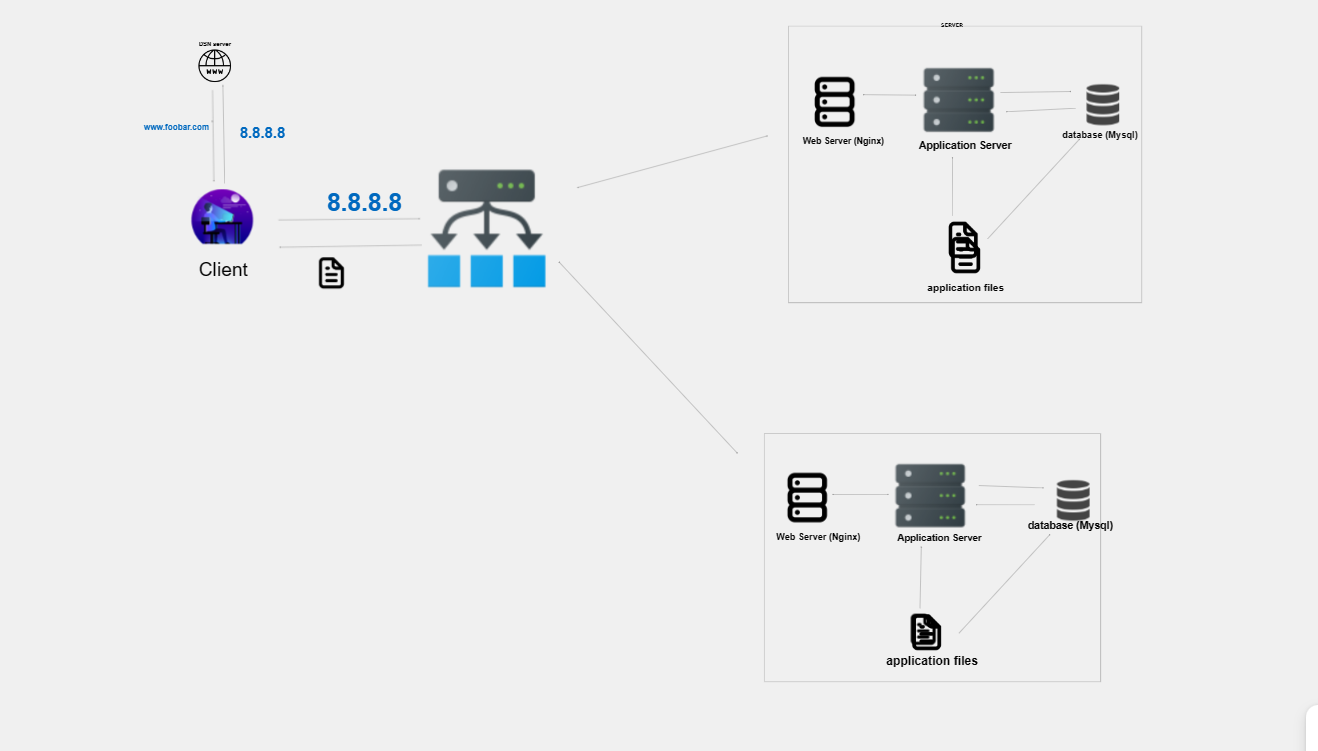 SERVER
DSN server
WWW
www.foobar.com
8.8.8.8
Web Server (Nginx)
Application Server
database (Mysql)
8.8.8.8
Client
application files
Web Server (Nginx)
Application Server
database (Mysql)
application files